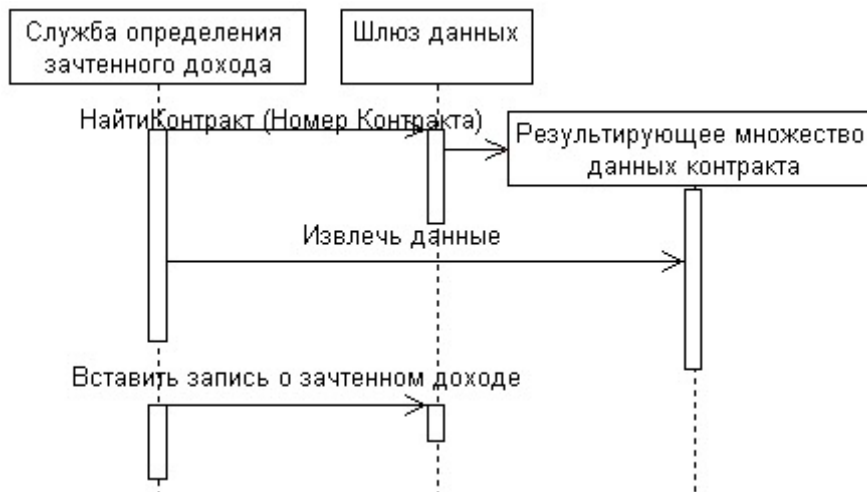 Служба определения
зачтенного дохода
Шлюз данных
НайтиКонтракт (Номер Контракта)
Результирующее множество
данных контракта
Извлечь данные
Вставить запись о зачтенном доходе